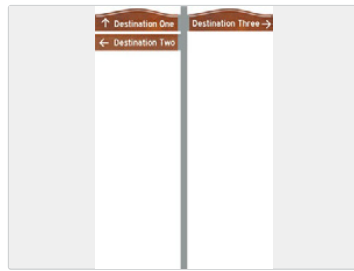 ↑ Destination One
← Destination Two
Destination Three →